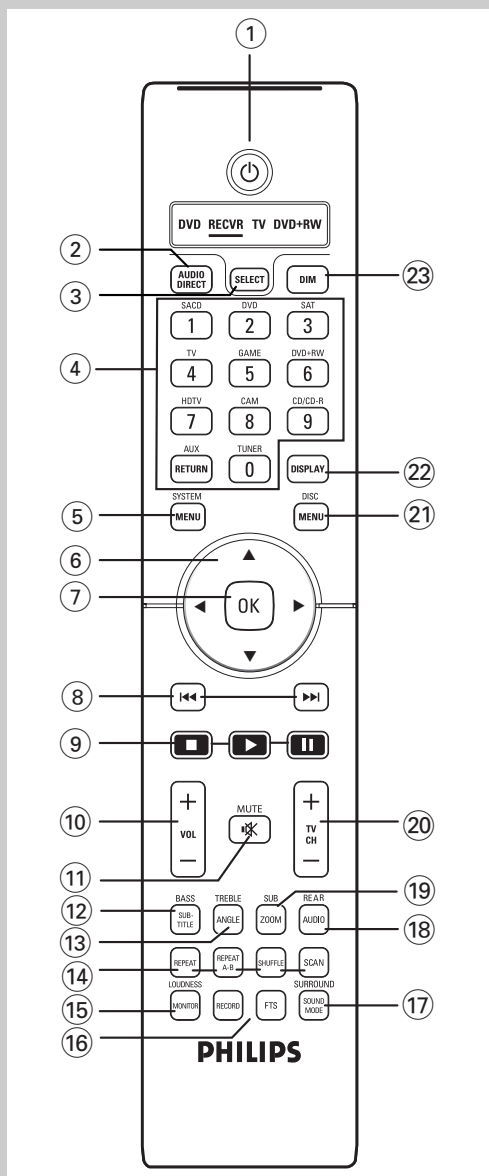 1
DVD RECVR TV DVD+RW
2
AUDIO DIRECT
SELECT
DIM
23
3
SACD DVD SAT
1 2 3
4
TV GAME DVD+RW
4 5 6
HDTV CAM CD/CD-R
7 8 9
AUX TUNER
RETURN 0 DISPLAY
22
SYSTEM DISC
5
MENU MENU
21
6
7
OK
8
9
10
+ +
VOL
MUTE
TV
CH
20
− −
11
BASS TREBLE SUB REAR
19
12
SUB-
TITLE
ANGLE ZOOM AUDIO
13
18
14
REPEAT
REPEAT
A-B
SHUFFLE SCAN
LOUDNESS SURROUND
15
MONITOR RECORD FTS
SOUND
MODE
17
16
PHILIPS